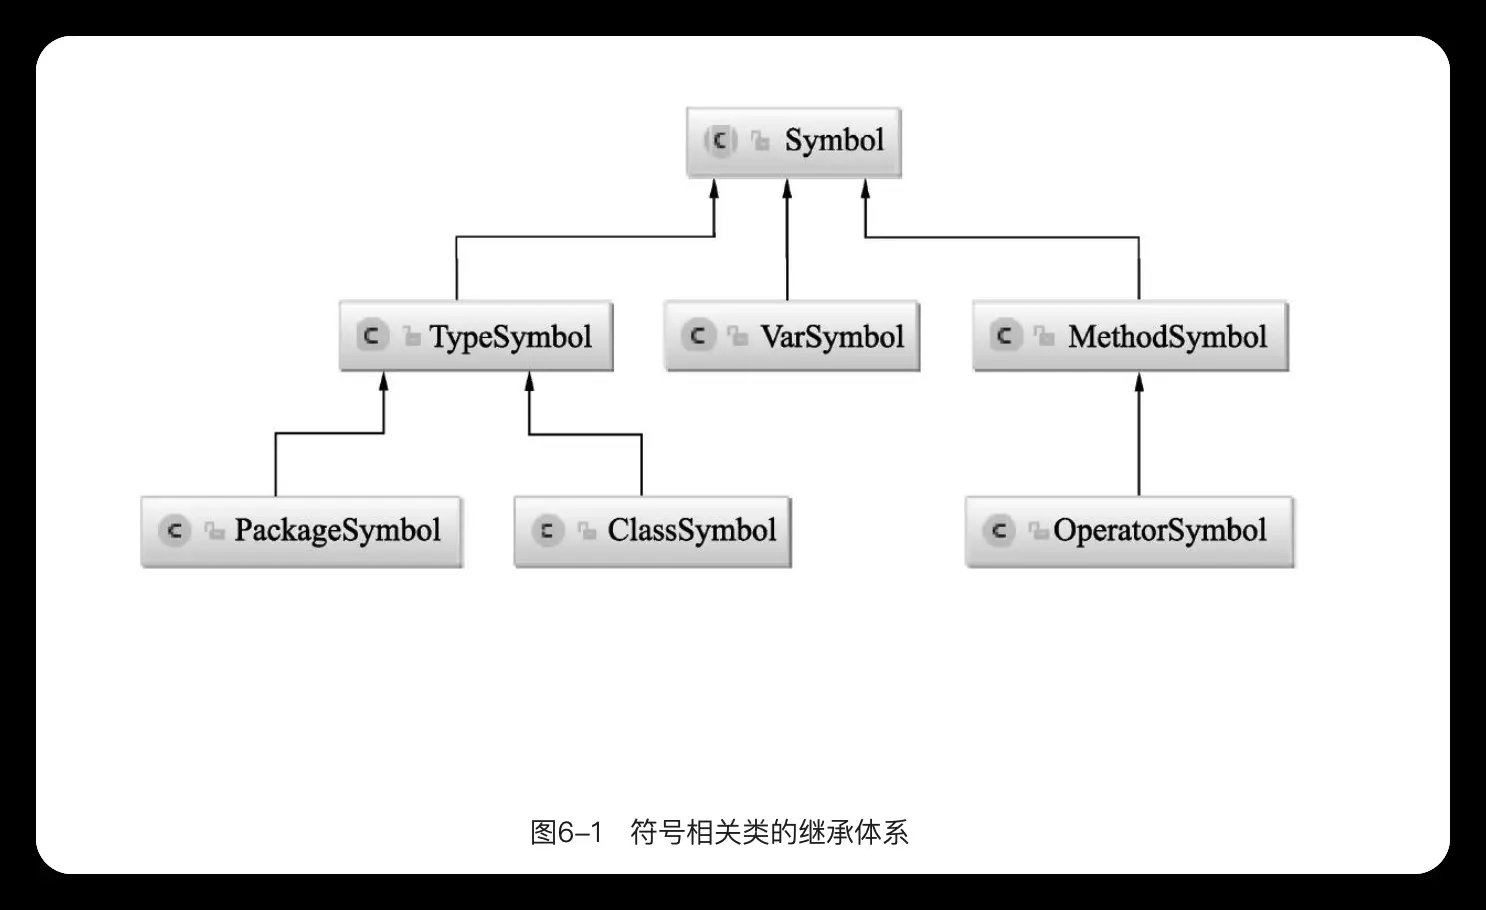 Symbol
TypeSymbol
VarSymbol
MethodSymbol
PackageSymbol
ClassSymbol
OperatorSymbol
图6-1 符号相关类的继承体系